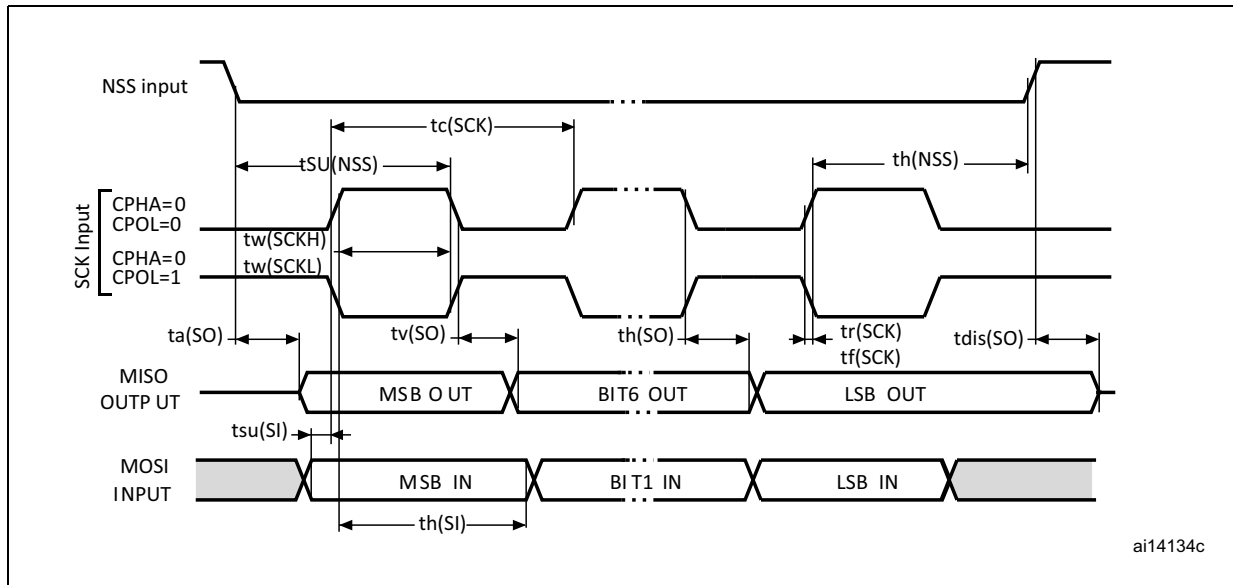 NSS input
tc(SCK)
tSU(NSS)
th(NSS)
SCK Input
CPHA=0
CPOL=0
tw(SCKH)
CPHA=0
tw(SCKL)
CPOL=1
ta(SO)
tv(SO)
th(SO)
tr(SCK)
tf(SCK)
tdis(SO)
MISO
OUTP UT
MSB O UT
BIT6 OUT
LSB OUT
tsu(SI)
MOSI
INPUT
MSB IN
BIT1 IN
LSB IN
th(SI)
ai14134c